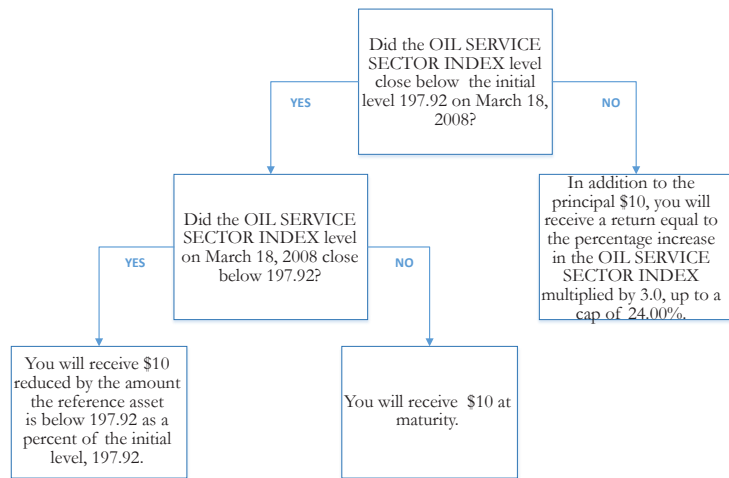 Did the OIL SERVICE
SECTOR INDEX level
close below the initial
level 197.92 on March 18,
2008?
YES
NO
Did the OIL SERVICE
SECTOR INDEX level
on March 18, 2008 close
below 197.92?
In addition to the
principal $10, you will
receive a return equal to
the percentage increase
in the OIL SERVICE
SECTOR INDEX
multiplied by 3.0, up to a
cap of 24.00%.
YES
NO
You will receive $10
reduced by the amount
the reference asset
is below 197.92 as a
percent of the initial
level, 197.92.
You will receive $10 at
maturity.